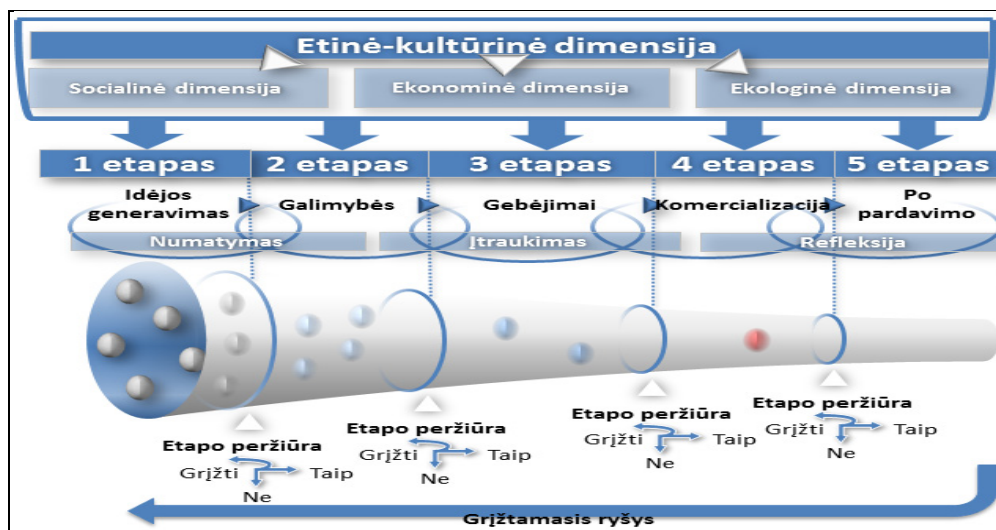 Etinė-kultūrinė dimensija
Socialinė dimensija
Ekonominė dimensija
Ekologinė dimensija
1 etapas
2 etapas
3 etapas
4 etapas
5 etapas
Idėjos
generavimas
Galimybės
Gebėjimai
Komercializacija
Po
pardavimo
Numatymas
Įtraukimas
Refleksija
Etapo peržiūra
Grįžti
Taip
Ne
Etapo peržiūra
Grįžti
Taip
Ne
Etapo peržiūra
Grįžti
Taip
Ne
Etapo peržiūra
Grįžti
Taip
Ne
Grįžtamasis ryšys